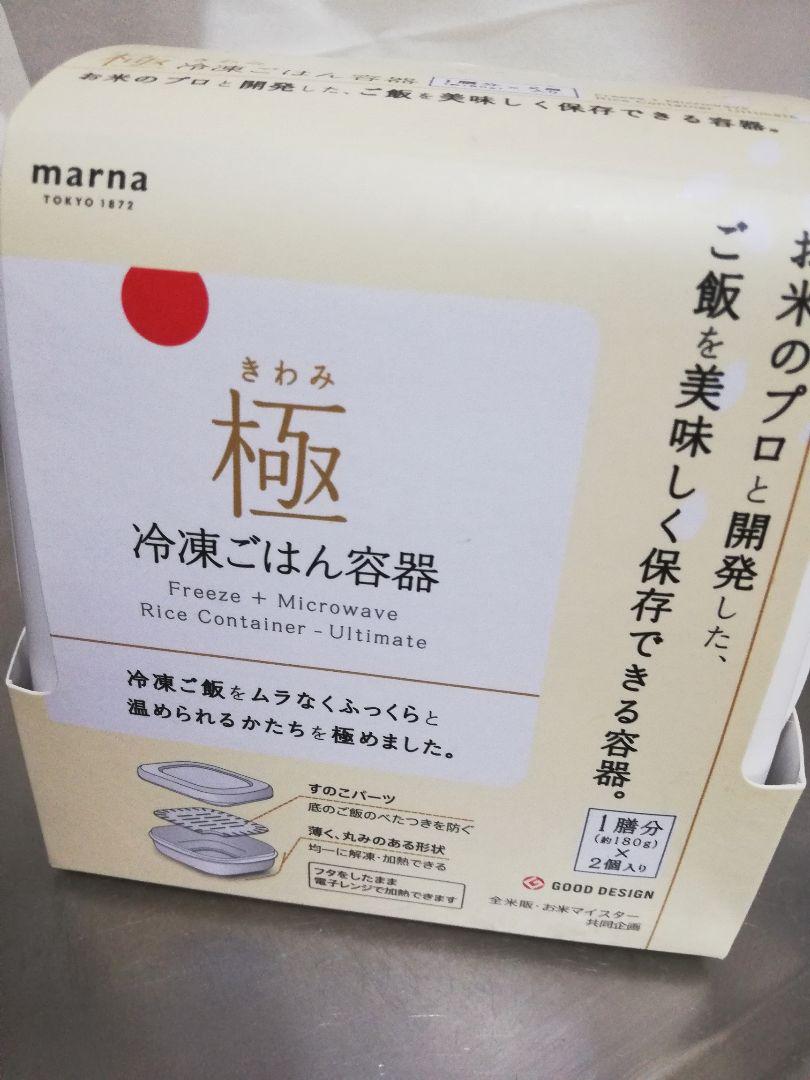 極 冷凍ごはん容器
お米のプロと開発した、ご飯を美味しく保存できる容器。
marna
TOKYO 1872
きわみ
極
冷凍ごはん容器
Freeze + Microwave
Rice Container - Ultimate
冷凍ご飯をムラなくふっくらと
温められるかたちを極めました。
お米のプロと開発した、
ご飯を美味しく保存できる容器。
すのこパーツ
底のご飯のべたつきを防ぐ
薄く、丸みのある形状
均一に解凍・加熱できる
フタをしたまま
電子レンジで加熱できます
1膳分
(約180g)
×
2個入り
GOOD DESIGN
全米販・お米マイスター
共同企画